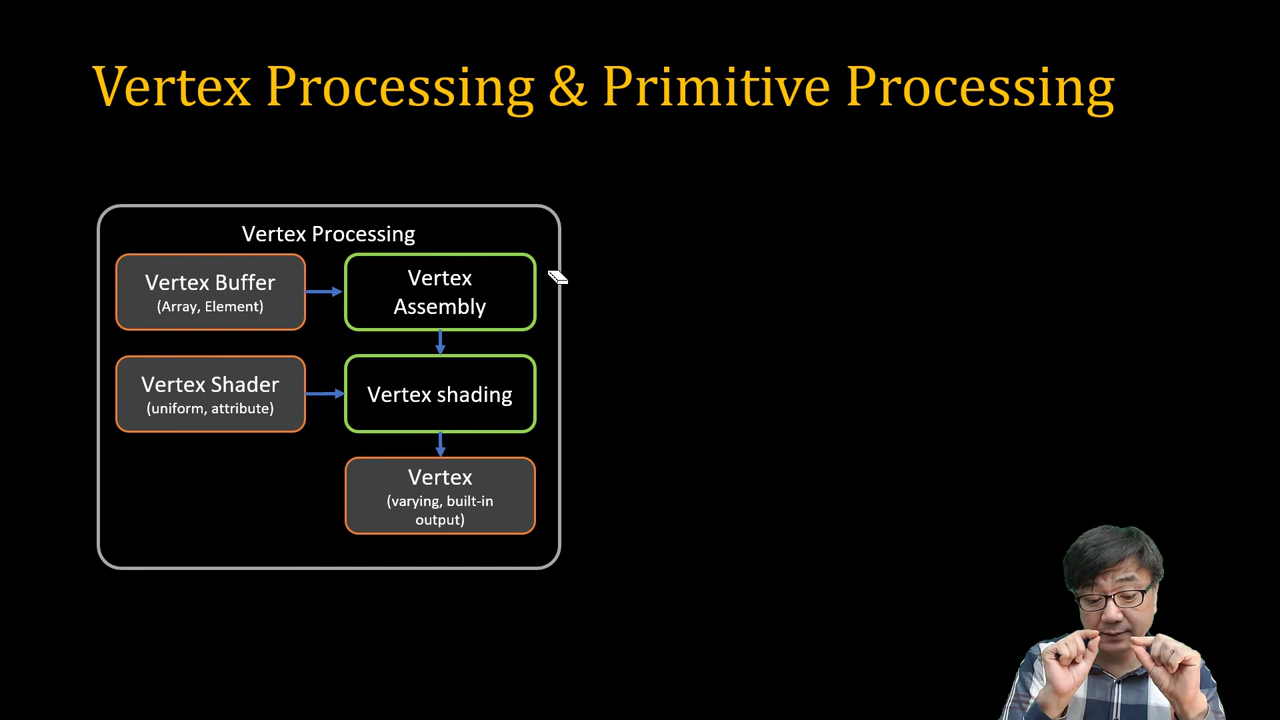 Vertex Processing & Primitive Processing
Vertex Processing
Vertex Buffer
(Array, Element)
Vertex
Assembly
Vertex Shader
(uniform, attribute)
Vertex shading
Vertex
(varying, built-in
output)